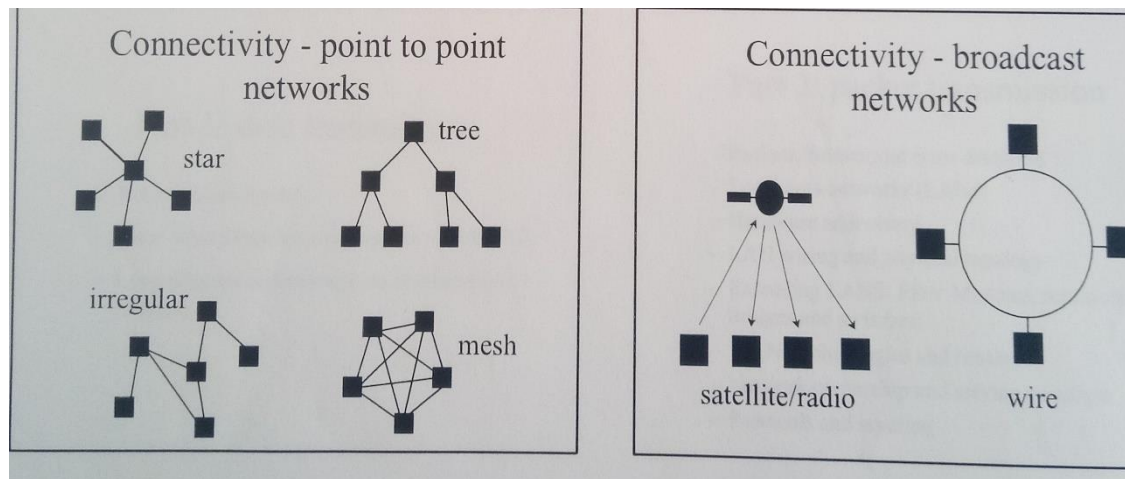 Connectivity - point to point
networks
star
tree
irregular
mesh
Connectivity - broadcast
networks
satellite/radio
wire